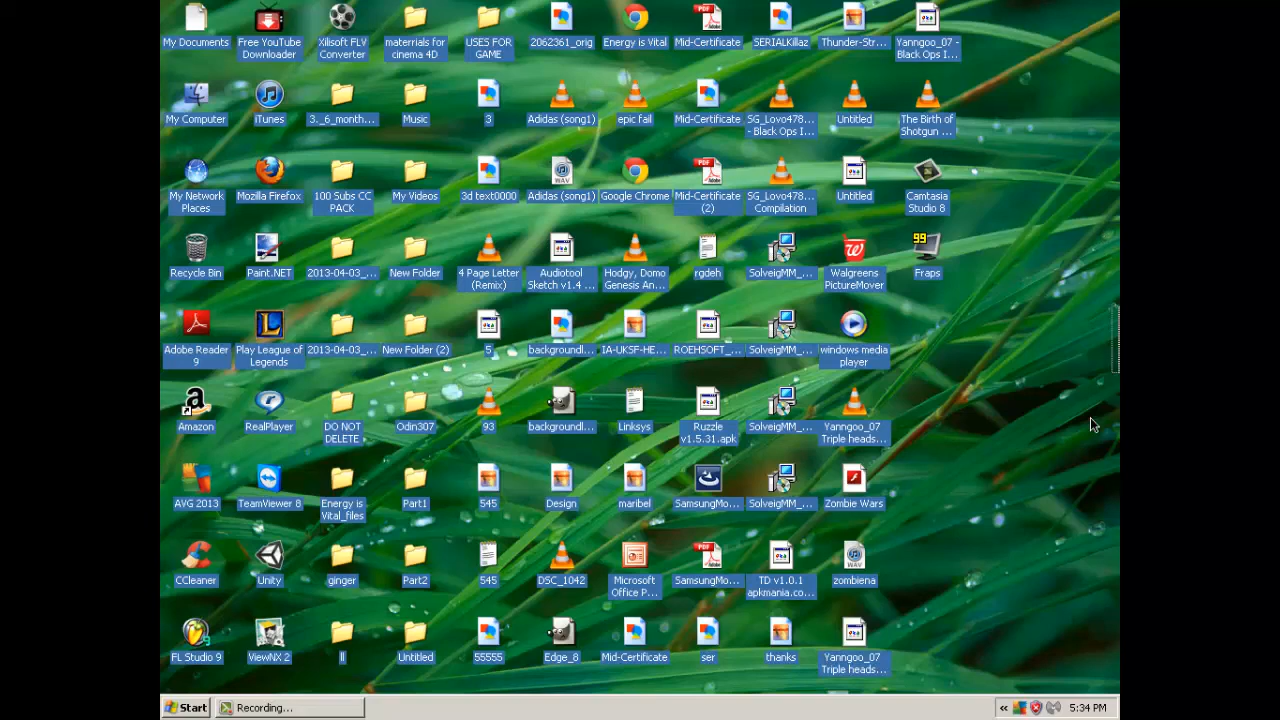 My Documents
Free YouTube
Downloader
Xilisoft FLV
Converter
materrials for
cinema 4D
USES FOR
GAME
2062361_orig
Energy is Vital
Mid-Certificate
SERIALKillaz
Thunder-Str...
Yanngoo_07 -
Black Ops I...
My Computer
iTunes
3._6_month...
Music
3
Adidas (song1)
epic fail
Mid-Certificate
SG_Lovo478...
- Black Ops I...
Untitled
The Birth of
Shotgun ...
My Network
Places
Mozilla Firefox
100 Subs CC
PACK
My Videos
3d text0000
Adidas (song1)
Google Chrome
Mid-Certificate
(2)
SG_Lovo478...
Compilation
Untitled
Camtasia
Studio 8
Recycle Bin
Paint.NET
2013-04-03_...
New Folder
4 Page Letter
(Remix)
Audiotool
Sketch v1.4 ...
Hodgy, Domo
Genesis An...
rgdeh
SolveigMM_...
Walgreens
PictureMover
99
Fraps
Adobe Reader
9
Play League of
Legends
2013-04-03_...
New Folder (2)
5
backgroundl...
IA-UKSF-HE...
ROEHSOFT_...
SolveigMM_...
windows media
player
Amazon
RealPlayer
DO NOT
DELETE
Odin307
93
backgroundl...
Linksys
Ruzzle
v1.5.31.apk
SolveigMM_...
Yanngoo_07
Triple heads...
AVG 2013
TeamViewer 8
Energy is
Vital_files
Part1
545
Design
maribel
SamsungMo...
SolveigMM_...
Zombie Wars
CCleaner
Unity
ginger
Part2
545
DSC_1042
Microsoft
Office P...
SamsungMo...
TD v1.0.1
apkmania.co...
zombiena
FL Studio 9
ViewNX 2
ll
Untitled
55555
Edge_8
Mid-Certificate
ser
thanks
Yanngoo_07
Triple heads...
Start
Recording...
5:34 PM